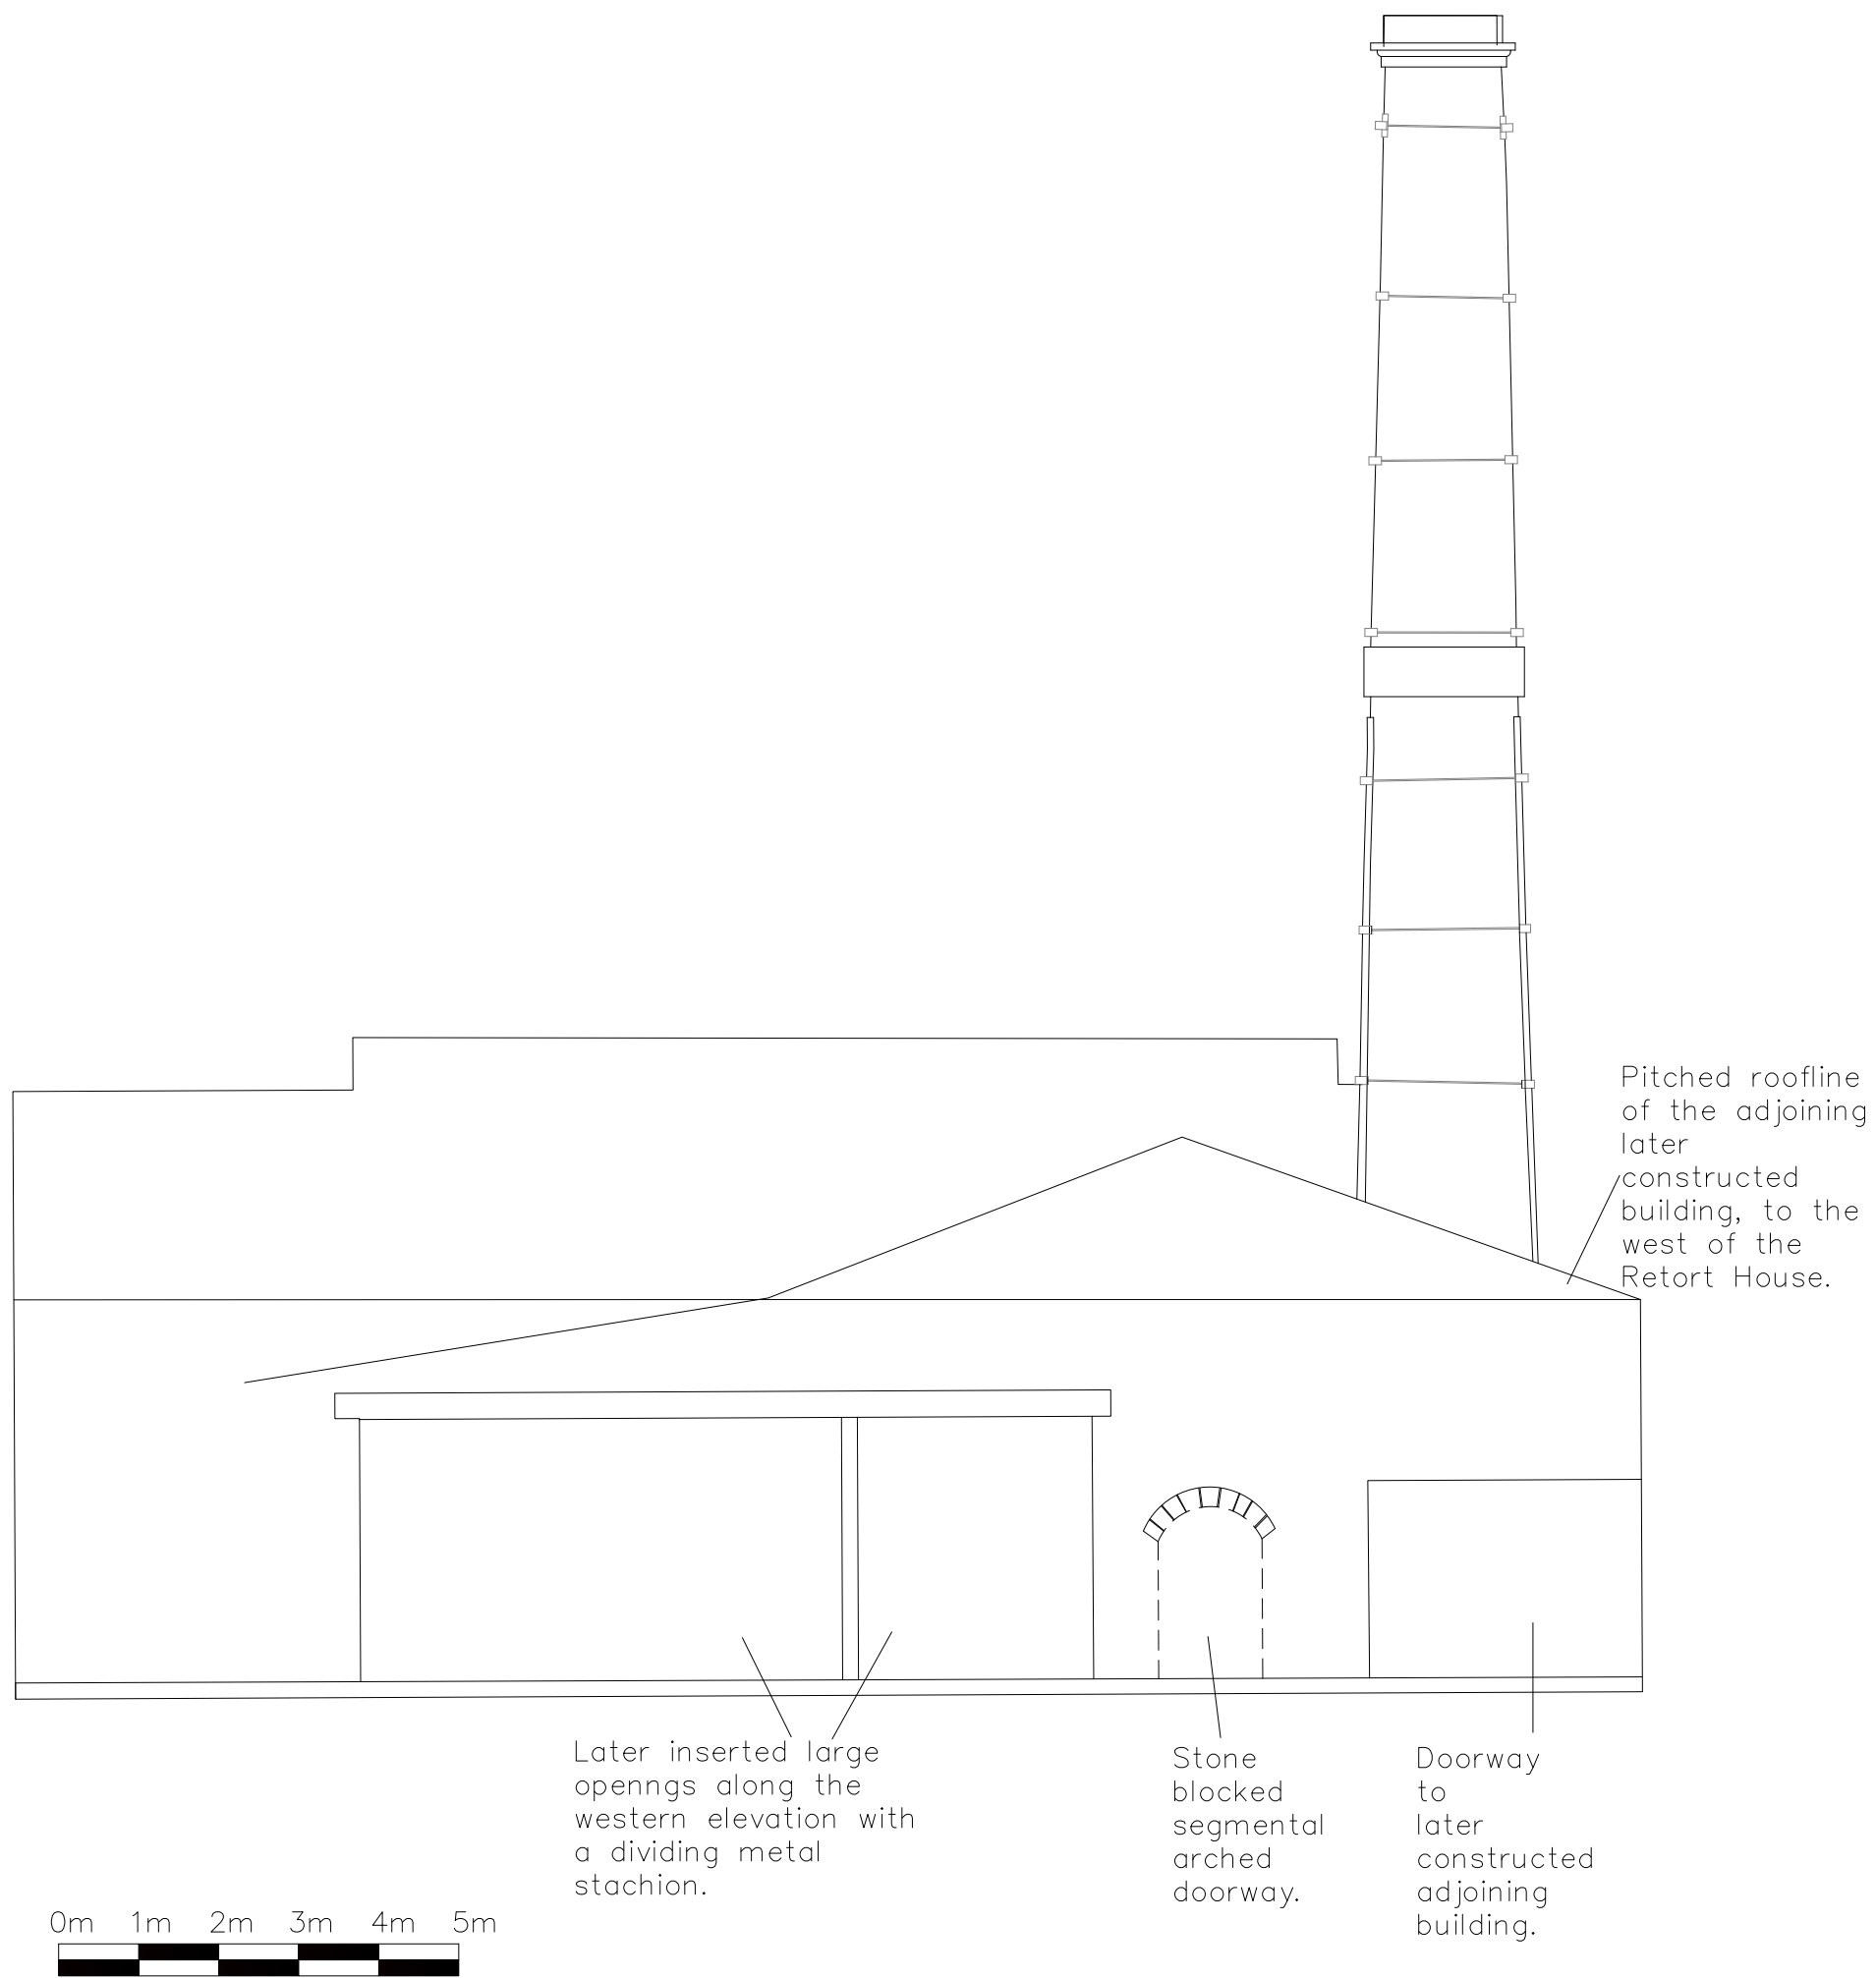 Pitched roofline
of the adjoining
later
constructed
building, to the
west of the
Retort House.
Later inserted large
openngs along the
western elevation with
a dividing metal
stachion.
Stone
blocked
segmental
arched
doorway.
Doorway
to
later
constructed
adjoining
building.
0m 1m 2m 3m 4m 5m